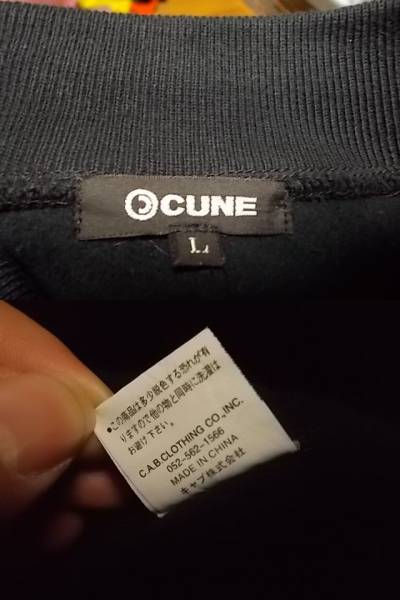 CUNE
L
●この商品は多少脱色する恐れが有
りますので他の物と同時に洗濯は
お避け下さい。
C.A.B.CLOTHING CO.,INC.
052-562-1566
MADE IN CHINA
キャブ株式会社